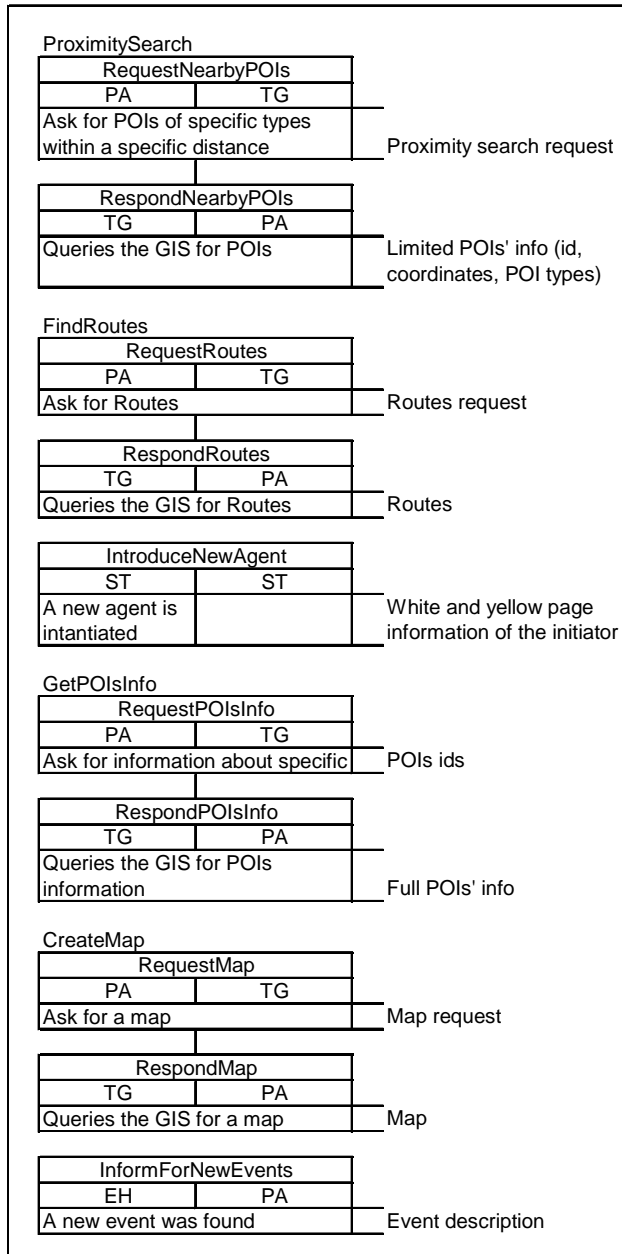 ProximitySearch
RequestNearbyPOIs
PA TG
Ask for POIs of specific types
within a specific distance Proximity search request
RespondNearbyPOIs
TG PA
Queries the GIS for POIs Limited POIs' info (id,
coordinates, POI types)
FindRoutes
RequestRoutes
PA TG
Ask for Routes Routes request
RespondRoutes
TG PA
Queries the GIS for Routes Routes
IntroduceNewAgent
ST ST
A new agent is White and yellow page
intantiated information of the initiator
GetPOIsInfo
RequestPOIsInfo
PA TG
Ask for information about specific POIs ids
RespondPOIsInfo
TG PA
Queries the GIS for POIs
information Full POIs' info
CreateMap
RequestMap
PA TG
Ask for a map Map request
RespondMap
TG PA
Queries the GIS for a map Map
InformForNewEvents
EH PA
A new event was found Event description